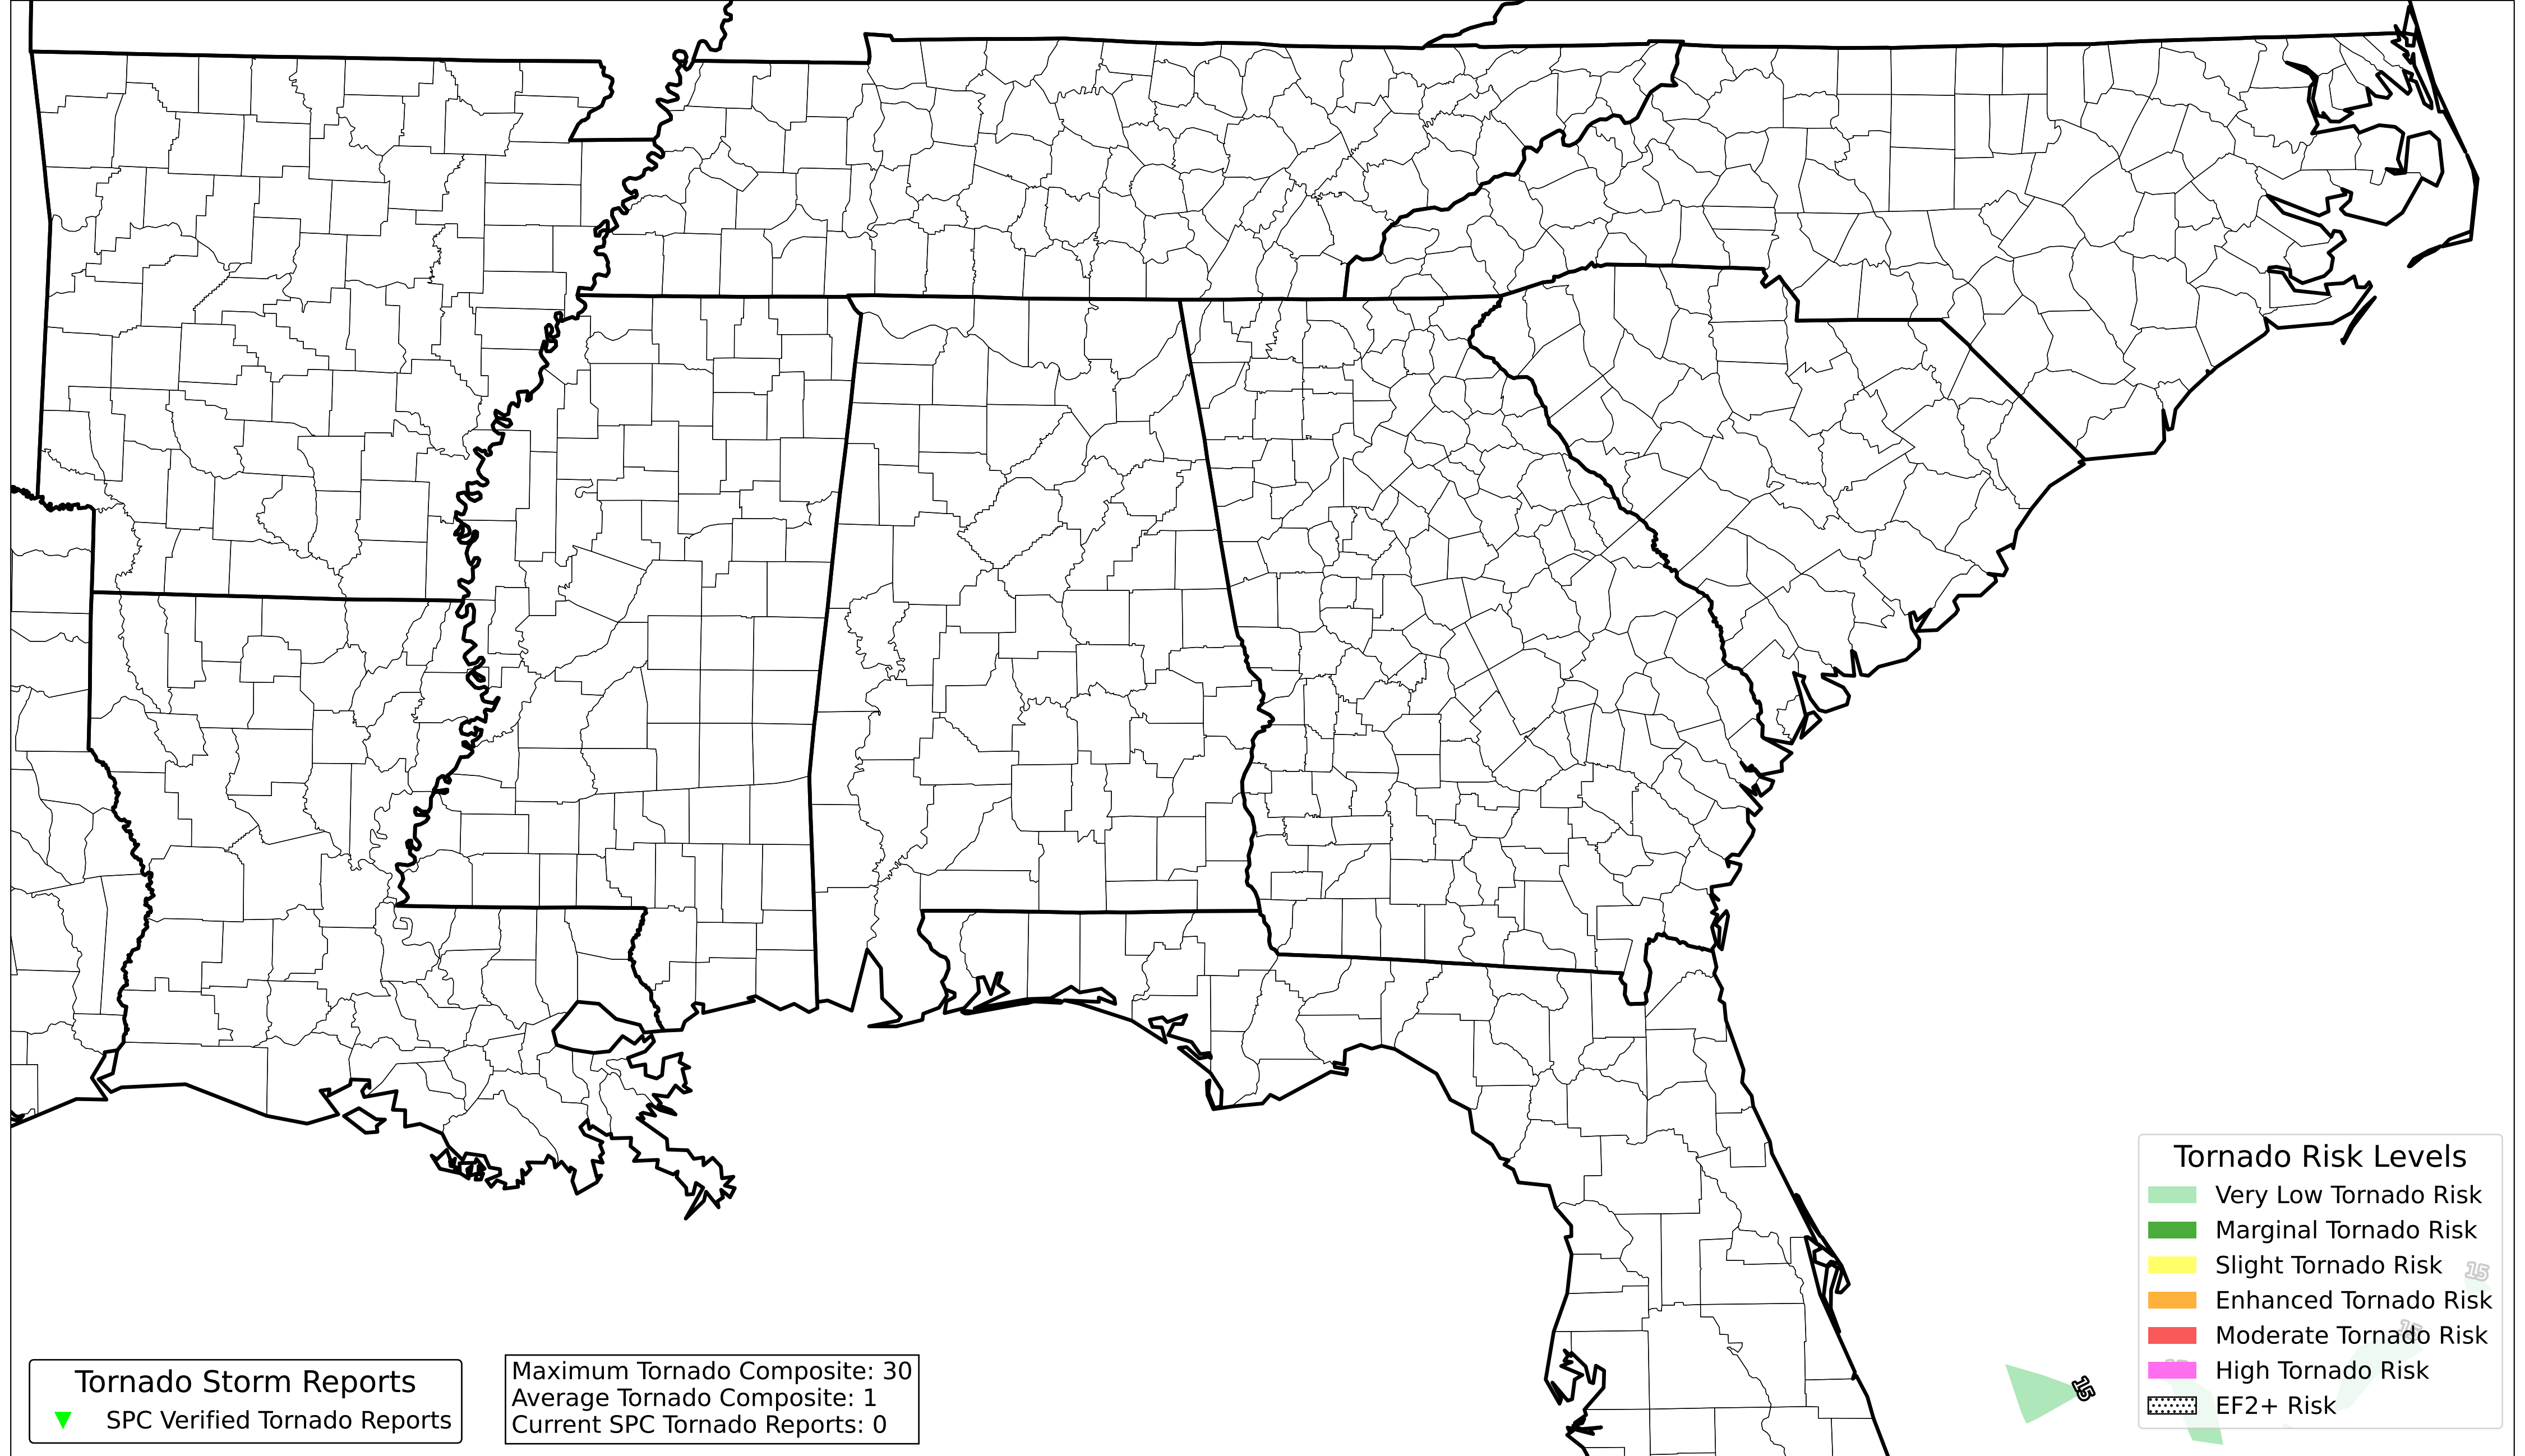 Tornado Risk Levels
Very Low Tornado Risk
Marginal Tornado Risk
Slight Tornado Risk
15
Enhanced Tornado Risk
15
Moderate Tornado Risk
High Tornado Risk
15
EF2+ Risk
Tornado Storm Reports
SPC Verified Tornado Reports
Maximum Tornado Composite: 30
Average Tornado Composite: 1
Current SPC Tornado Reports: 0